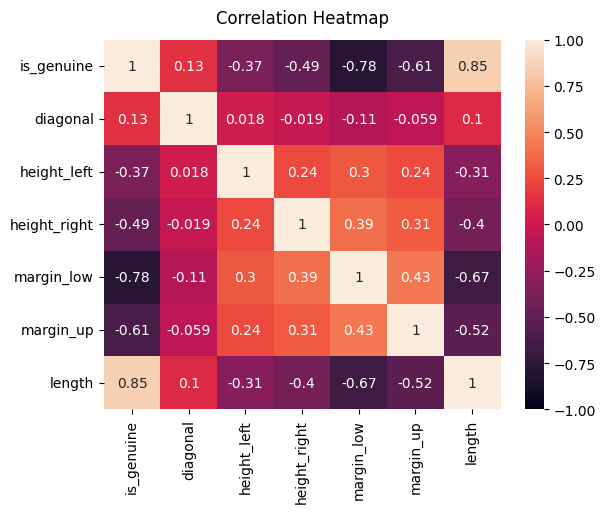 Correlation Heatmap
is_genuine 1 0.13 -0.37 -0.49 -0.78 -0.61 0.85
diagonal 0.13 1 0.018 -0.019 -0.11 -0.059 0.1
height_left -0.37 0.018 1 0.24 0.3 0.24 -0.31
height_right -0.49 -0.019 0.24 1 0.39 0.31 -0.4
margin_low -0.78 -0.11 0.3 0.39 1 0.43 -0.67
margin_up -0.61 -0.059 0.24 0.31 0.43 1 -0.52
length 0.85 0.1 -0.31 -0.4 -0.67 -0.52 1
is_genuine
diagonal
height_left
height_right
margin_low
margin_up
length
1.00
0.75
0.50
0.25
0.00
−0.25
−0.50
−0.75
−1.00